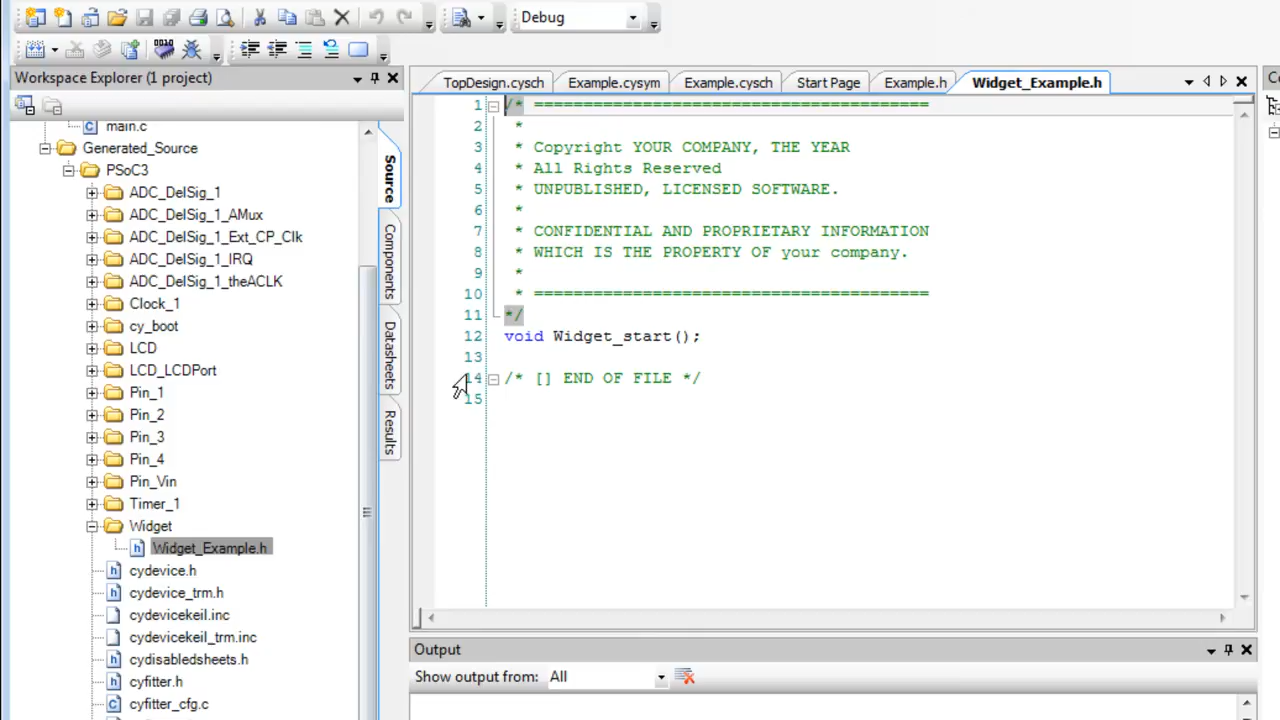 Debug
Workspace Explorer (1 project)
main.c
Generated_Source
PSoC3
ADC_DelSig_1
ADC_DelSig_1_AMux
ADC_DelSig_1_Ext_CP_Clk
ADC_DelSig_1_IRQ
ADC_DelSig_1_theACLK
Clock_1
cy_boot
LCD
LCD_LCDPort
Pin_1
Pin_2
Pin_3
Pin_4
Pin_Vin
Timer_1
Widget
Widget_Example.h
cydevice.h
cydevice_trm.h
cydevicekeil.inc
cydevicekeil_trm.inc
cydisabledsheets.h
cyfitter.h
cyfitter_cfg.c
Source
Components
Datasheets
Results
TopDesign.cysch Example.cysym Example.cysch Start Page Example.h Widget_Example.h
1 /* ========================================
2 *
3 * Copyright YOUR COMPANY, THE YEAR
4 * All Rights Reserved
5 * UNPUBLISHED, LICENSED SOFTWARE.
6 *
7 * CONFIDENTIAL AND PROPRIETARY INFORMATION
8 * WHICH IS THE PROPERTY OF your company.
9 *
10 * ========================================
11 */
12 void Widget_start();
13
14 /* [] END OF FILE */
15
Output
Show output from: All